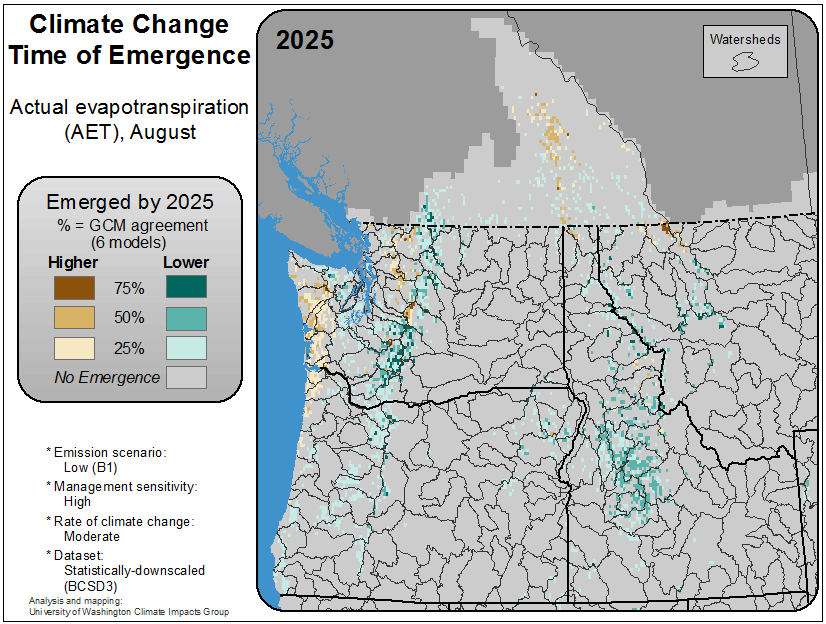 Climate Change
Time of Emergence
Actual evapotranspiration
(AET), August
Emerged by 2025
% = GCM agreement
(6 models)
Higher Lower
75%
50%
25%
No Emergence
* Emission scenario:
Low (B1)
* Management sensitivity:
High
* Rate of climate change:
Moderate
* Dataset:
Statistically-downscaled
(BCSD3)
Analysis and mapping:
University of Washington Climate Impacts Group
2025
Watersheds